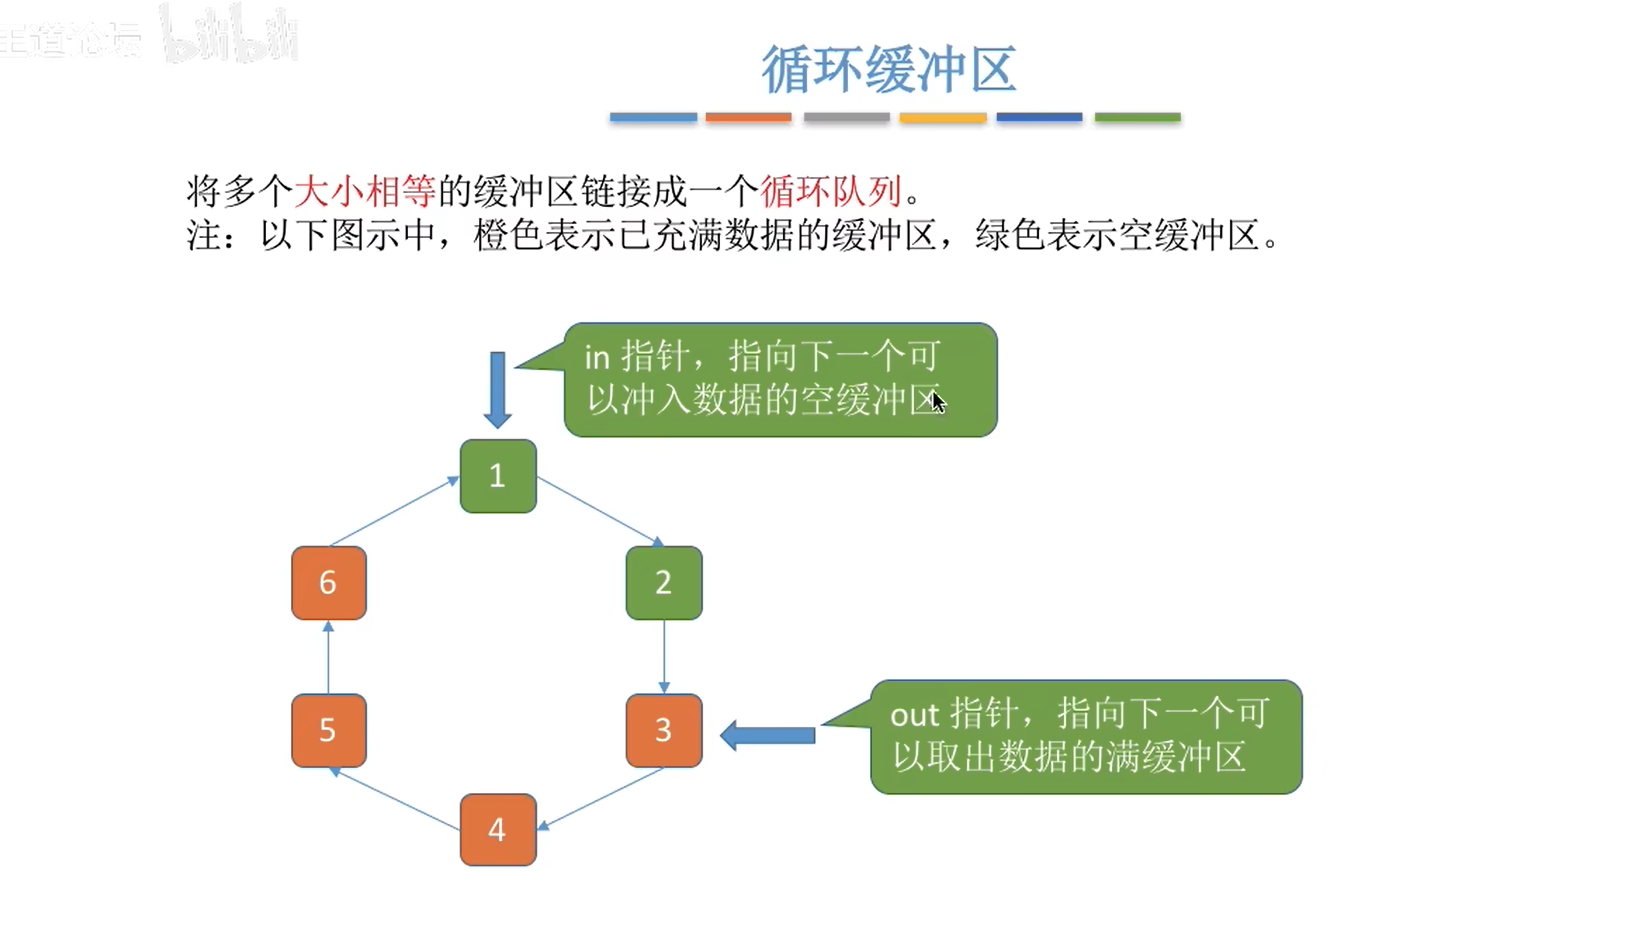 王道论坛 bilibili
循环缓冲区
将多个大小相等的缓冲区链接成一个循环队列。
注：以下图示中，橙色表示已充满数据的缓冲区，绿色表示空缓冲区。
in 指针，指向下一个可
以冲入数据的空缓冲区
1
6
2
5
3
out 指针，指向下一个可
以取出数据的满缓冲区
4